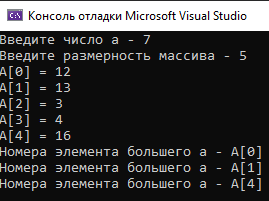 Консоль отладки Microsoft Visual Studio
Введите число a - 7
Введите размерность массива - 5
A[0] = 12
A[1] = 13
A[2] = 3
A[3] = 4
A[4] = 16
Номера элемента большего a - A[0]
Номера элемента большего a - A[1]
Номера элемента большего a - A[4]